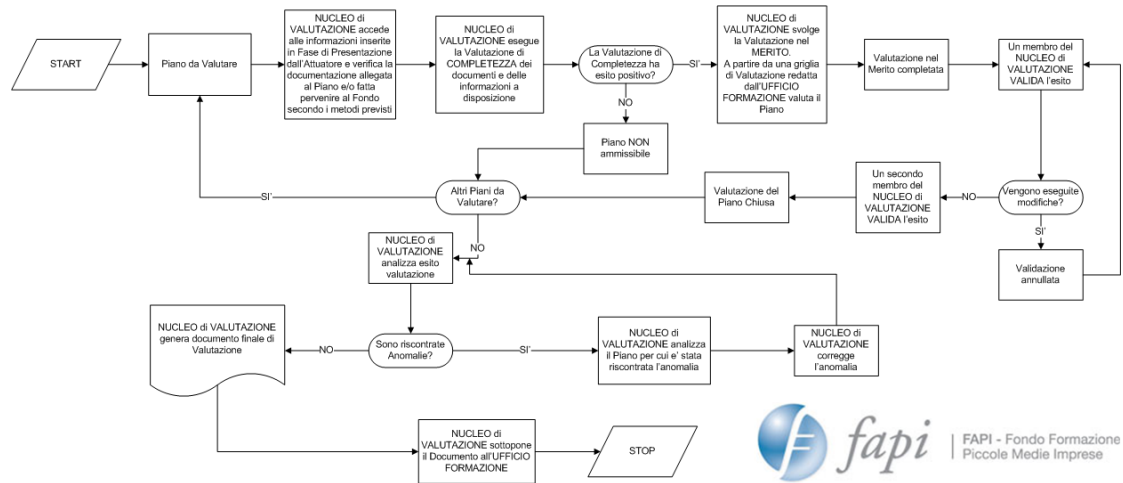 START
Piano da Valutare
NUCLEO di
VALUTAZIONE accede
alle informazioni inserite
in Fase di Presentazione
dall'Attuatore e verifica la
documentazione allegata
al Piano e/o fatta
pervenire al Fondo
secondo i metodi previsti
NUCLEO di
VALUTAZIONE esegue
la Valutazione di
COMPLETEZZA dei
documenti e delle
informazioni a
disposizione
La Valutazione di
Completezza ha
esito positivo?
SI'
NO
Piano NON
ammissibile
NUCLEO di
VALUTAZIONE svolge
la Valutazione nel
MERITO.
A partire da una griglia
di Valutazione redatta
dall'UFFICIO
FORMAZIONE valuta il
Piano
Valutazione nel
Merito completata
Un membro del
NUCLEO di
VALUTAZIONE
VALIDA l'esito
Vengono eseguite
modifiche?
NO
SI'
Validazione
annullata
Un secondo
membro del
NUCLEO di
VALUTAZIONE
VALIDA l'esito
Valutazione del
Piano Chiusa
Altri Piani da
Valutare?
SI'
NO
NUCLEO di
VALUTAZIONE
analizza esito
valutazione
Sono riscontrate
Anomalie?
NO
SI'
NUCLEO di VALUTAZIONE
genera documento finale di
Valutazione
NUCLEO di
VALUTAZIONE analizza
il Piano per cui e' stata
riscontrata l'anomalia
NUCLEO di
VALUTAZIONE
corregge
l'anomalia
NUCLEO di
VALUTAZIONE sottopone
il Documento all'UFFICIO
FORMAZIONE
STOP
fapi
FAPI - Fondo Formazione
Piccole Medie Imprese